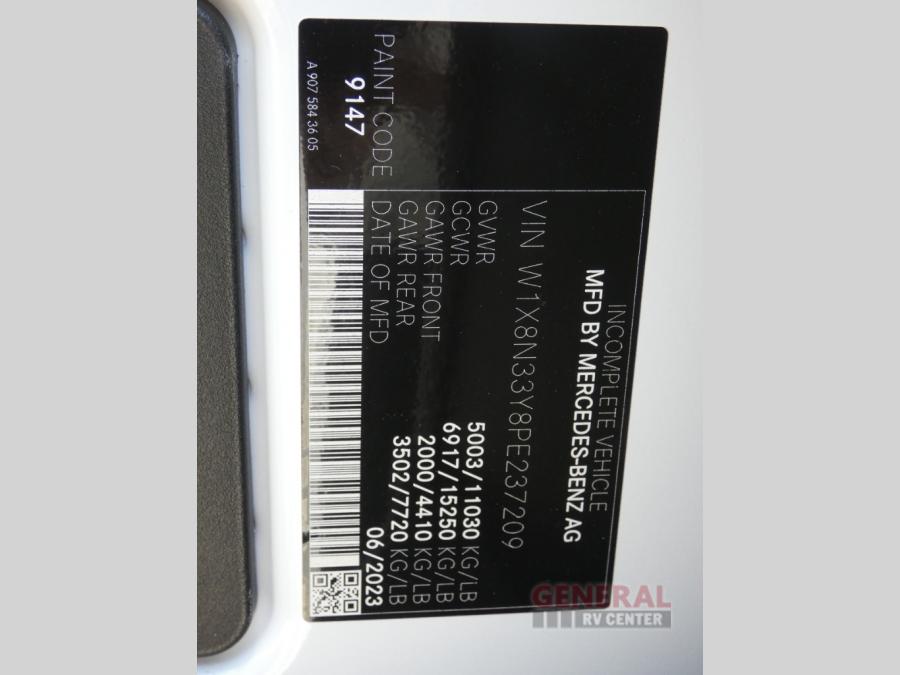 INCOMPLETE VEHICLE
MFD BY MERCEDES-BENZ AG
VIN W1X8N33Y8PE237209
GVWR 5003/11030 KG/LB
GCWR 6917/15250 KG/LB
GAWR FRONT 2000/4410 KG/LB
GAWR REAR 3502/7720 KG/LB
DATE OF MFD 06/2023
PAINT CODE
9147
A 907 584 36 05
GENERAL
RV CENTER